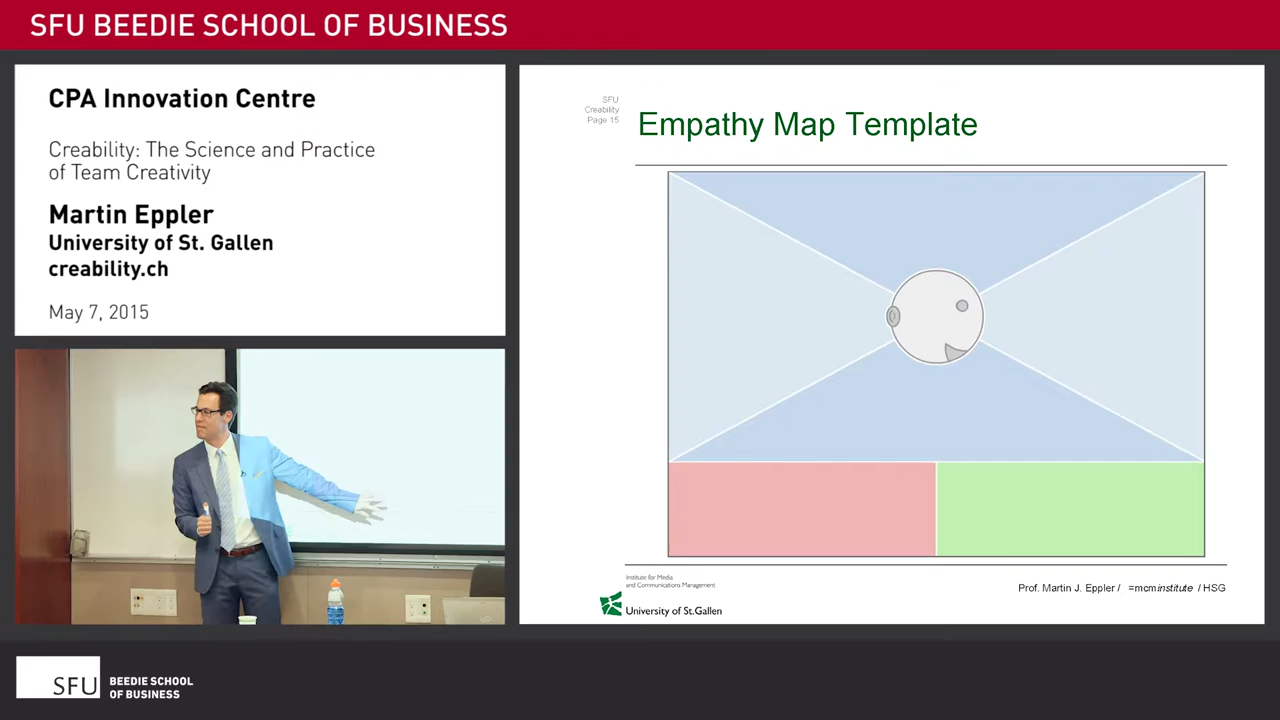 SFU BEEDIE SCHOOL OF BUSINESS
CPA Innovation Centre
Creability: The Science and Practice
of Team Creativity
Martin Eppler
University of St. Gallen
creability.ch
May 7, 2015
SFU
Creability
Page 15
Empathy Map Template
Institute for Media
and Communications Management
University of St.Gallen
Prof. Martin J. Eppler / =mcminstitute / HSG
SFU
BEEDIE SCHOOL
OF BUSINESS